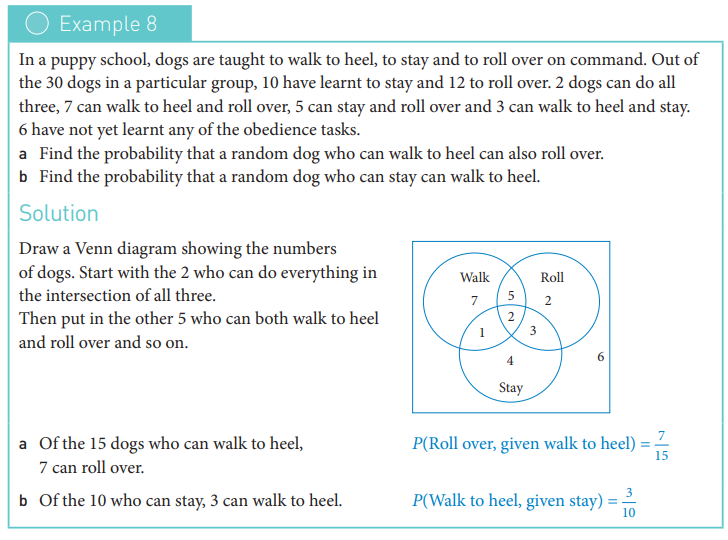 Example 8
In a puppy school, dogs are taught to walk to heel, to stay and to roll over on command. Out of
the 30 dogs in a particular group, 10 have learnt to stay and 12 to roll over. 2 dogs can do all
three, 7 can walk to heel and roll over, 5 can stay and roll over and 3 can walk to heel and stay.
6 have not yet learnt any of the obedience tasks.
a Find the probability that a random dog who can walk to heel can also roll over.
b Find the probability that a random dog who can stay can walk to heel.
Solution
Draw a Venn diagram showing the numbers
of dogs. Start with the 2 who can do everything in
the intersection of all three.
Then put in the other 5 who can both walk to heel
and roll over and so on.
Walk Roll
7 5 2
2
1 3
4 6
Stay
a Of the 15 dogs who can walk to heel,
7 can roll over.
P(Roll over, given walk to heel) = 7/15
b Of the 10 who can stay, 3 can walk to heel.
P(Walk to heel, given stay) = 3/10